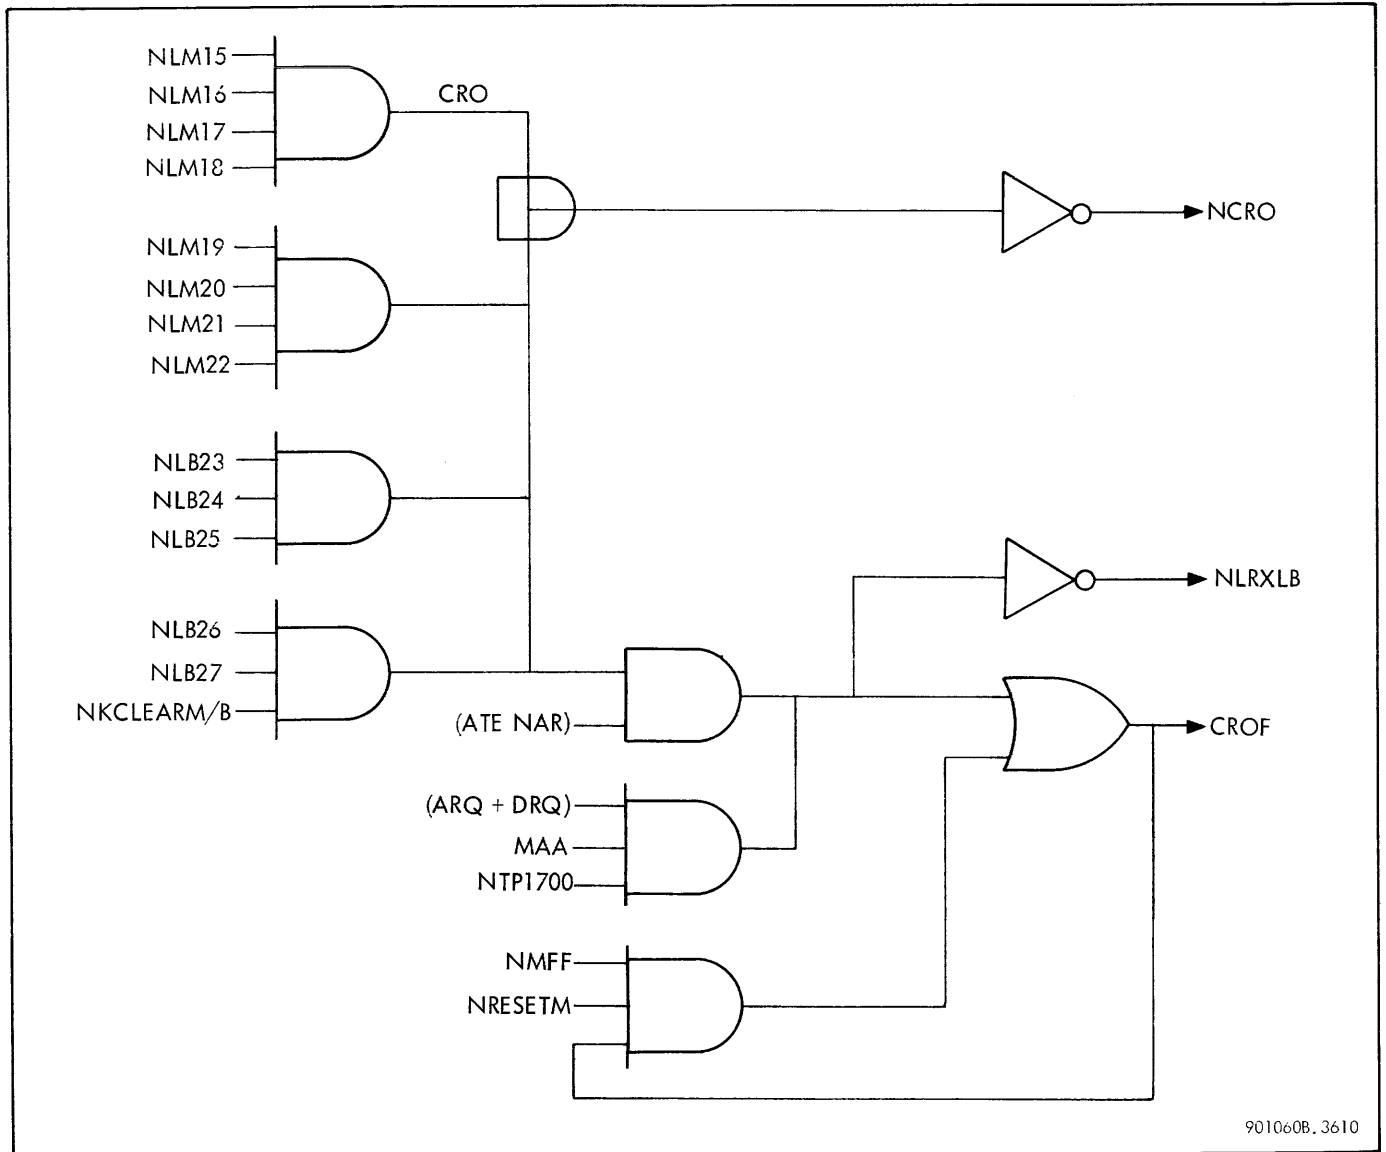 NLM15
NLM16
NLM17
NLM18
CRO
NCRO
NLM19
NLM20
NLM21
NLM22
NLB23
NLB24
NLB25
NLRXLB
NLB26
NLB27
NKCLEARM/B
(ATE NAR)
CROF
(ARQ + DRQ)
MAA
NTP1700
NMFF
NRESETM
901060B.3610